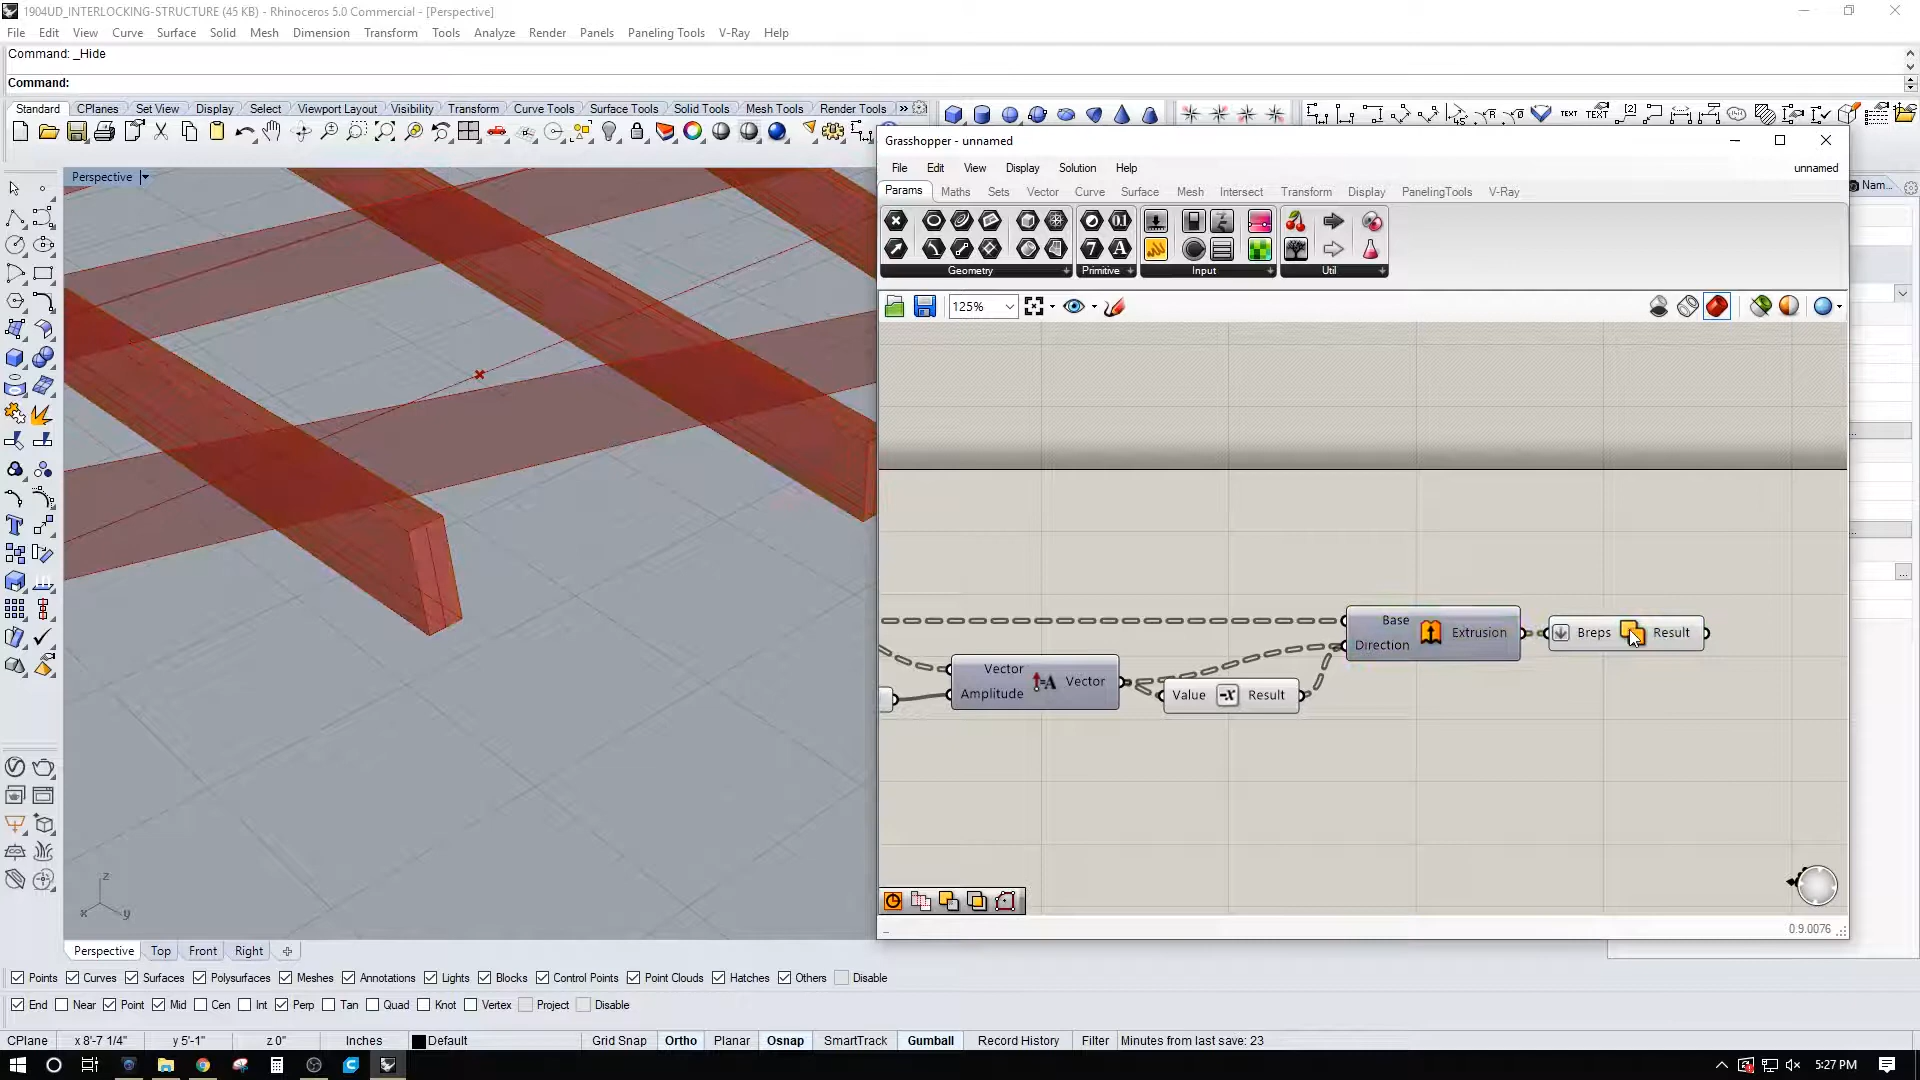 1904UD_INTERLOCKING-STRUCTURE (45 KB) - Rhinoceros 5.0 Commercial - [Perspective]
File Edit View Curve Surface Solid Mesh Dimension Transform Tools Analyze Render Panels Paneling Tools V-Ray Help
Command: _Hide
Command:
Standard CPlanes Set View Display Select Viewport Layout Visibility Transform Curve Tools Surface Tools Solid Tools Mesh Tools Render Tools »
TEXT TEXT
Perspective
Grasshopper - unnamed
File Edit View Display Solution Help unnamed
Params Maths Sets Vector Curve Surface Mesh Intersect Transform Display PanelingTools V-Ray
Nam...
Geometry Primitive Input Util
125%
Base
Direction
Extrusion
Breps Result
Vector
Amplitude
Vector
Value -x Result
z
x y
0.9.0076
Perspective Top Front Right
Points Curves Surfaces Polysurfaces Meshes Annotations Lights Blocks Control Points Point Clouds Hatches Others Disable
End Near Point Mid Cen Int Perp Tan Quad Knot Vertex Project Disable
CPlane x 8'-7 1/4" y 5'-1" z 0" Inches Default Grid Snap Ortho Planar Osnap SmartTrack Gumball Record History Filter Minutes from last save: 23
5:27 PM